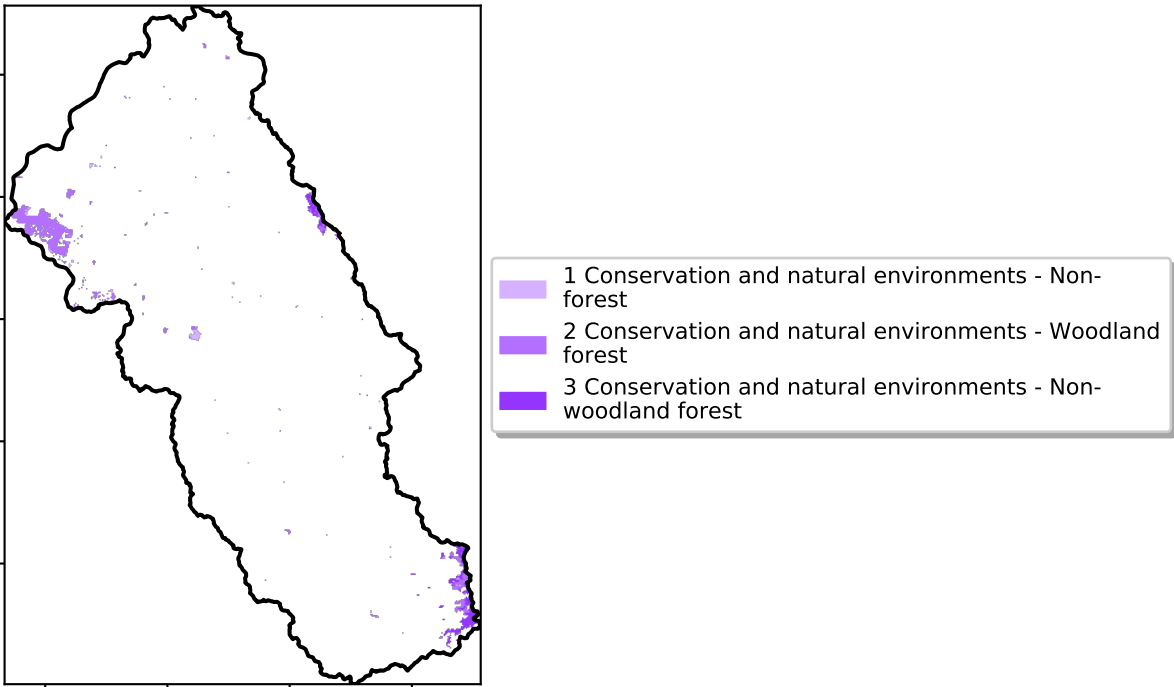 1 Conservation and natural environments - Non-
forest
2 Conservation and natural environments - Woodland
forest
3 Conservation and natural environments - Non-
woodland forest